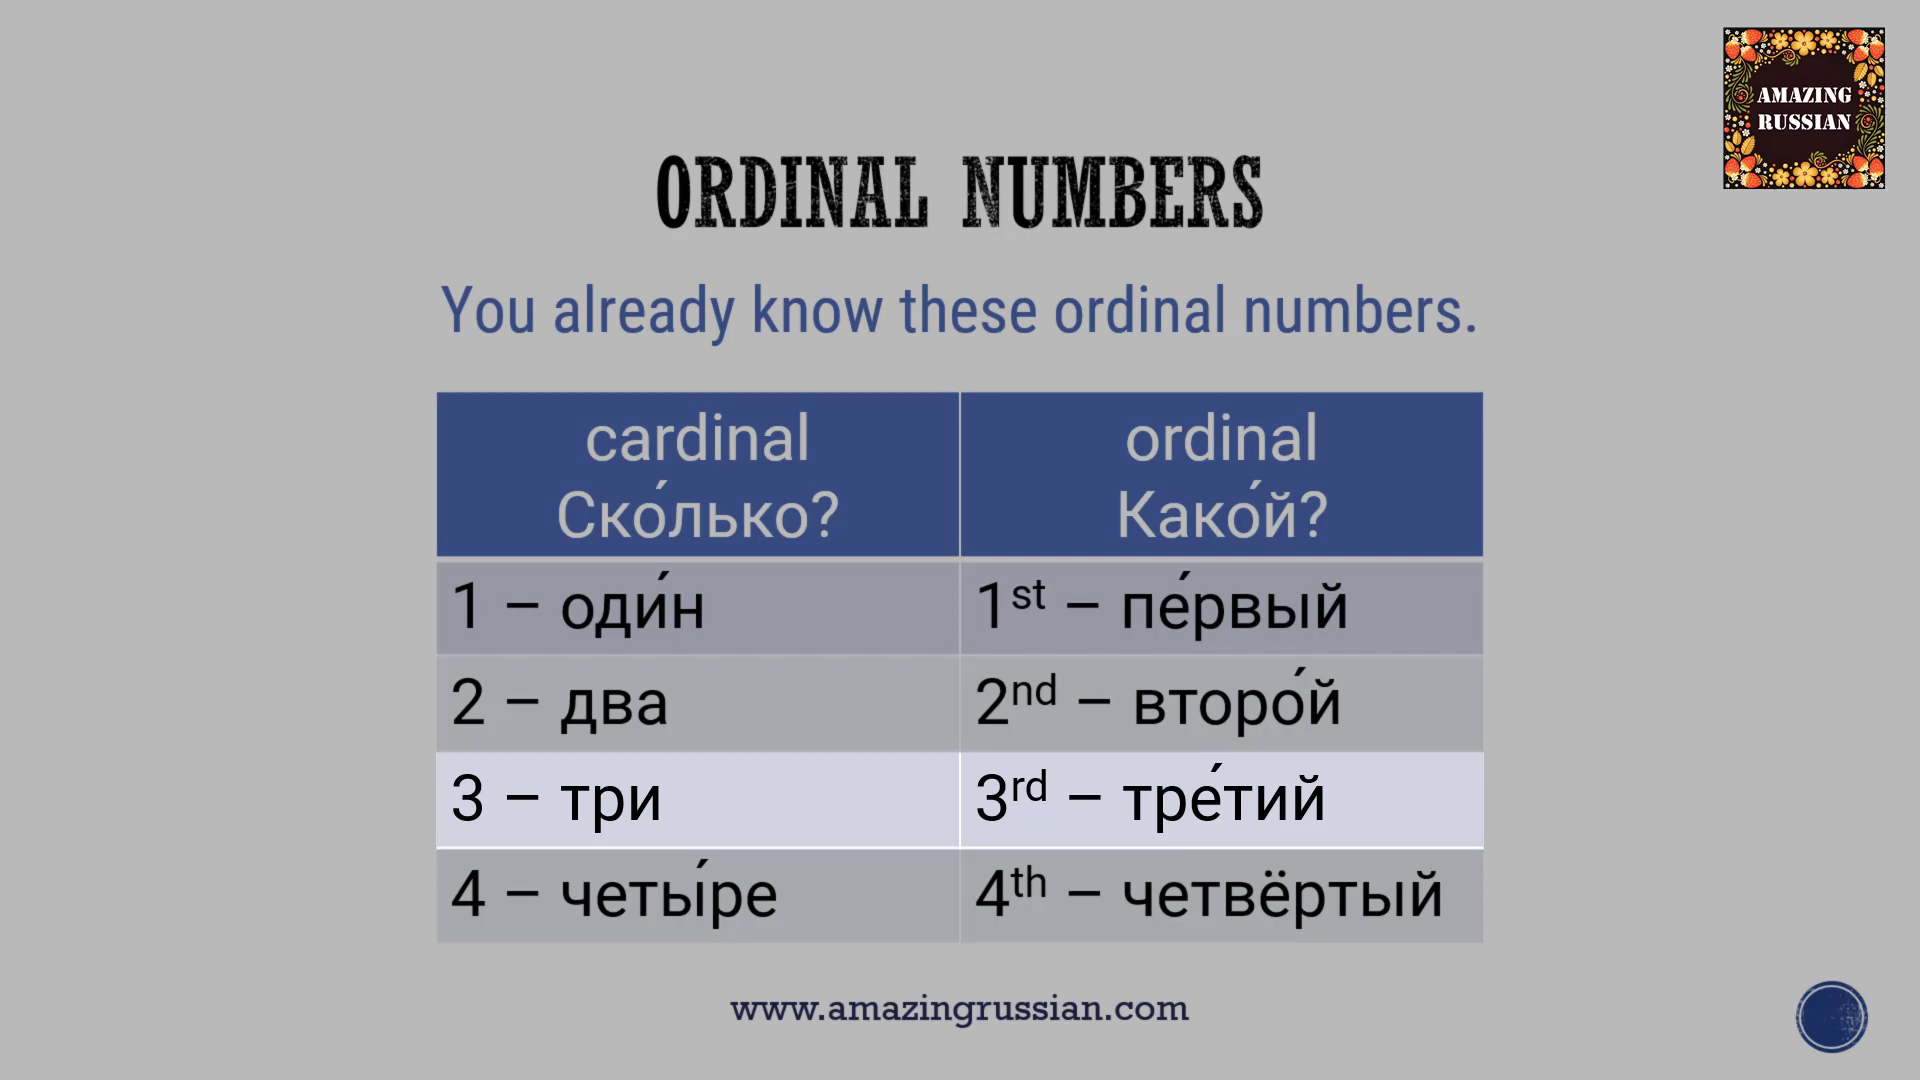 AMAZING
RUSSIAN
ORDINAL NUMBERS
You already know these ordinal numbers.
cardinal
Ско́лько?
ordinal
Како́й?
1 – оди́н
1st – пе́рвый
2 – два
2nd – второ́й
3 – три
3rd – тре́тий
4 – четы́ре
4th – четвёртый
www.amazingrussian.com